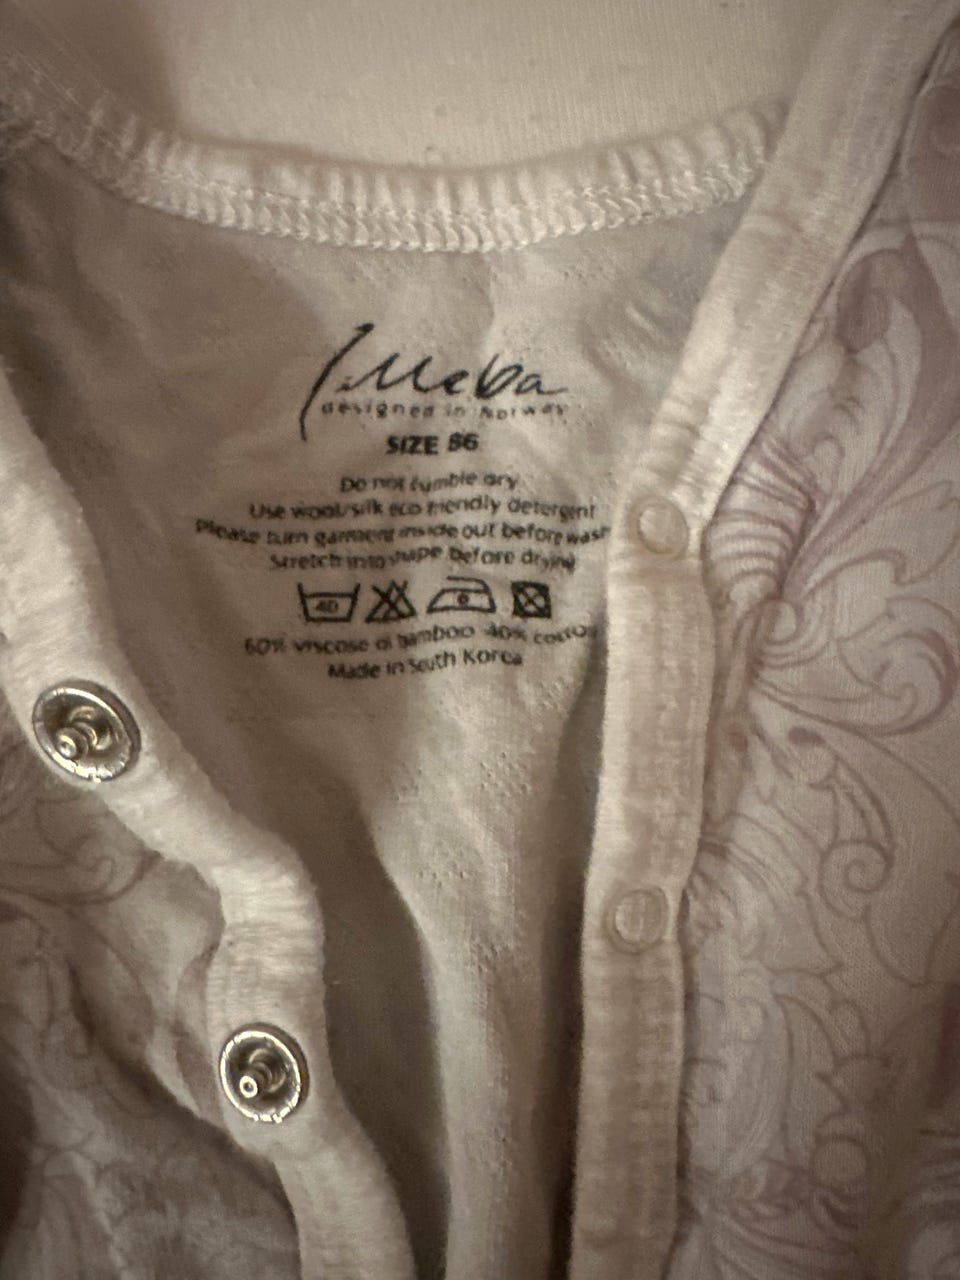 Meba
designed in Norway
SIZE 86
Do not tumble dry
Use wool/silk eco friendly detergent
Please turn garment inside out before wash
Stretch into shape before drying
40
60% viscose of bamboo 40% cotton
Made in South Korea